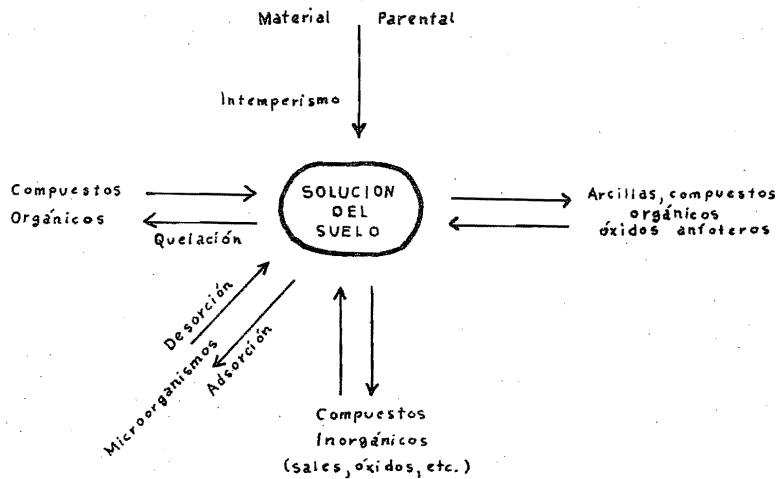 Material Parental
Intemperismo
Compuestos
Orgánicos
Quelación
SOLUCION
DEL
SUELO
Arcillas, compuestos
orgánicos
óxidos anfoteros
Desorción
Microorganismos
Adsorción
Compuestos
Inorgánicos
(sales, óxidos, etc.)